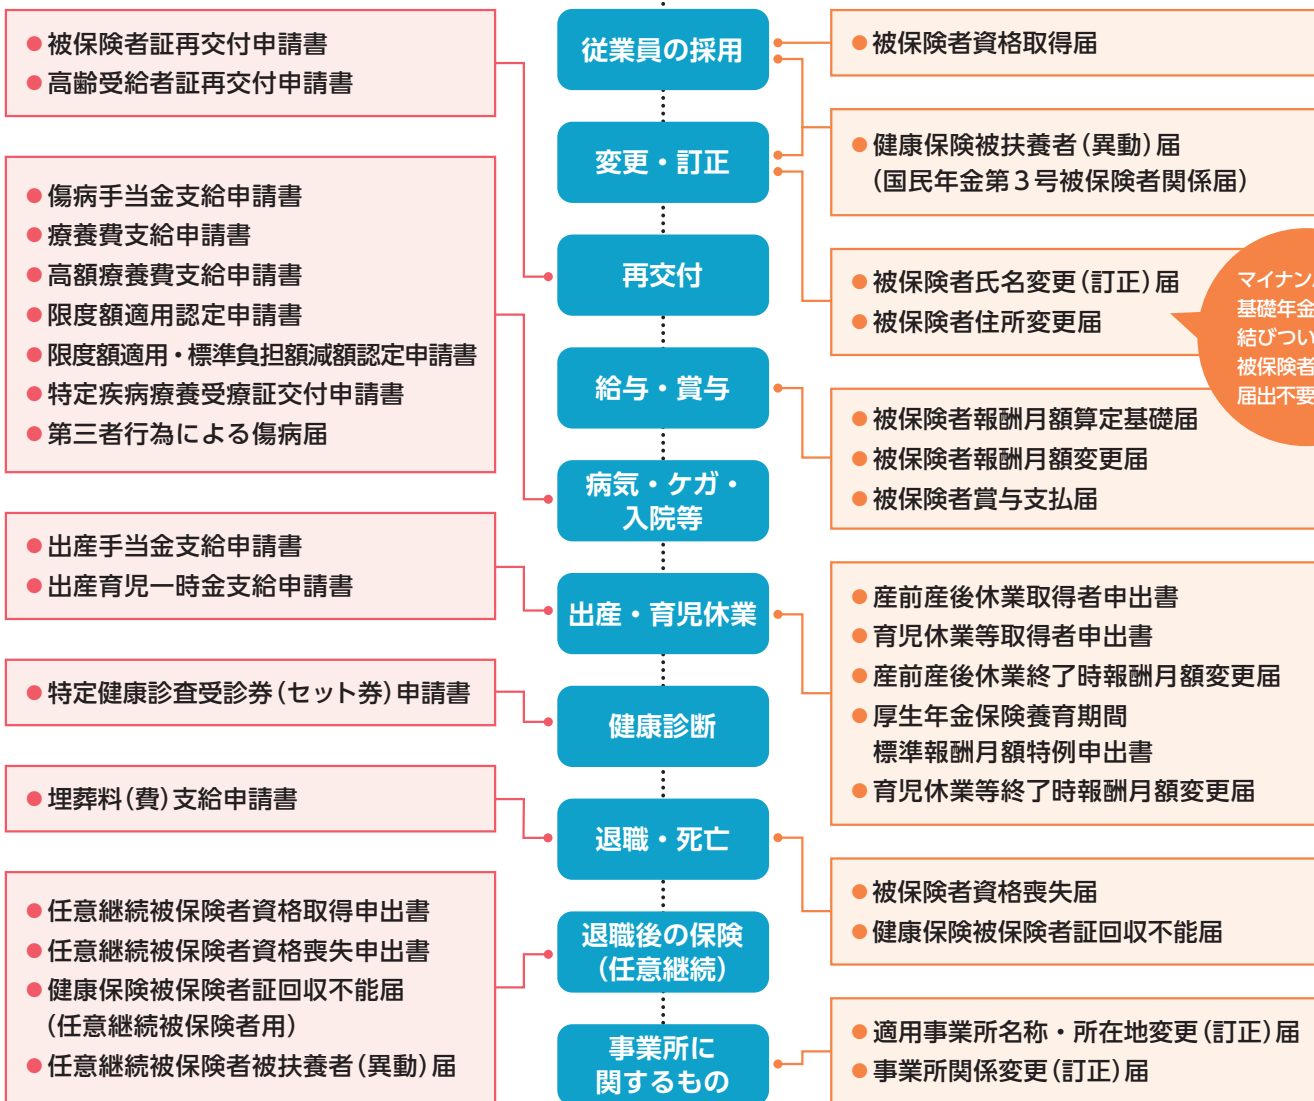 ●被保険者証再交付申請書
●高齢受給者証再交付申請書
●傷病手当金支給申請書
●療養費支給申請書
●高額療養費支給申請書
●限度額適用認定申請書
●限度額適用・標準負担額減額認定申請書
●特定疾病療養受療証交付申請書
●第三者行為による傷病届
●出産手当金支給申請書
●出産育児一時金支給申請書
●特定健康診査受診券（セット券）申請書
●埋葬料（費）支給申請書
●任意継続被保険者資格取得申出書
●任意継続被保険者資格喪失申出書
●健康保険被保険者証回収不能届
（任意継続被保険者用）
●任意継続被保険者被扶養者（異動）届
従業員の採用
変更・訂正
再交付
給与・賞与
病気・ケガ・
入院等
出産・育児休業
健康診断
退職・死亡
退職後の保険
（任意継続）
事業所に
関するもの
●被保険者資格取得届
●健康保険被扶養者（異動）届
（国民年金第３号被保険者関係届）
●被保険者氏名変更（訂正）届
●被保険者住所変更届
マイナン
基礎年金
結びつい
被保険者
届出不要
●被保険者報酬月額算定基礎届
●被保険者報酬月額変更届
●被保険者賞与支払届
●産前産後休業取得者申出書
●育児休業等取得者申出書
●産前産後休業終了時報酬月額変更届
●厚生年金保険養育期間
標準報酬月額特例申出書
●育児休業等終了時報酬月額変更届
●被保険者資格喪失届
●健康保険被保険者証回収不能届
●適用事業所名称・所在地変更（訂正）届
●事業所関係変更（訂正）届